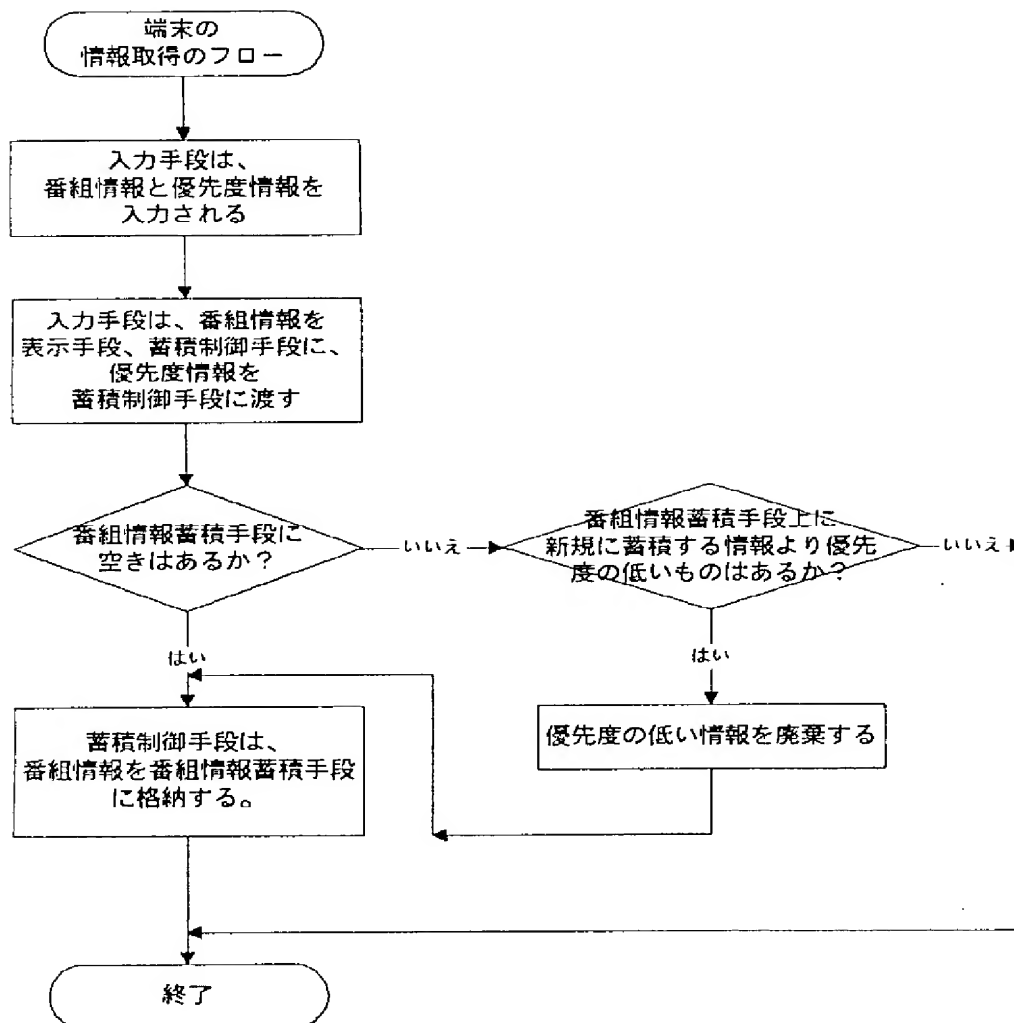 端末の
情報取得のフロー
入力手段は、
番組情報と優先度情報を
入力される
入力手段は、番組情報を
表示手段、蓄積制御手段に、
優先度情報を
蓄積制御手段に渡す
番組情報蓄積手段に
空きはあるか？
いいえ
番組情報蓄積手段上に
新規に蓄積する情報より優先
度の低いものはあるか？
いいえ
はい
はい
蓄積制御手段は、
番組情報を番組情報蓄積手段
に格納する。
優先度の低い情報を廃棄する
終了